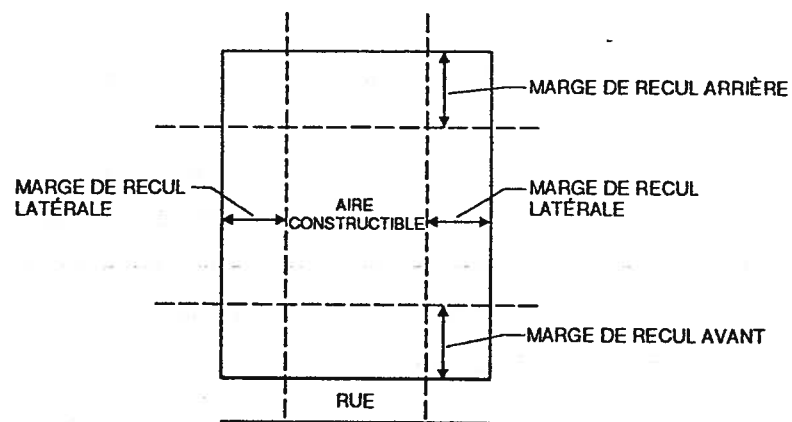 MARGE DE RECUL ARRIÈRE
MARGE DE RECUL
LATÉRALE
AIRE
CONSTRUCTIBLE
MARGE DE RECUL
LATÉRALE
MARGE DE RECUL AVANT
RUE